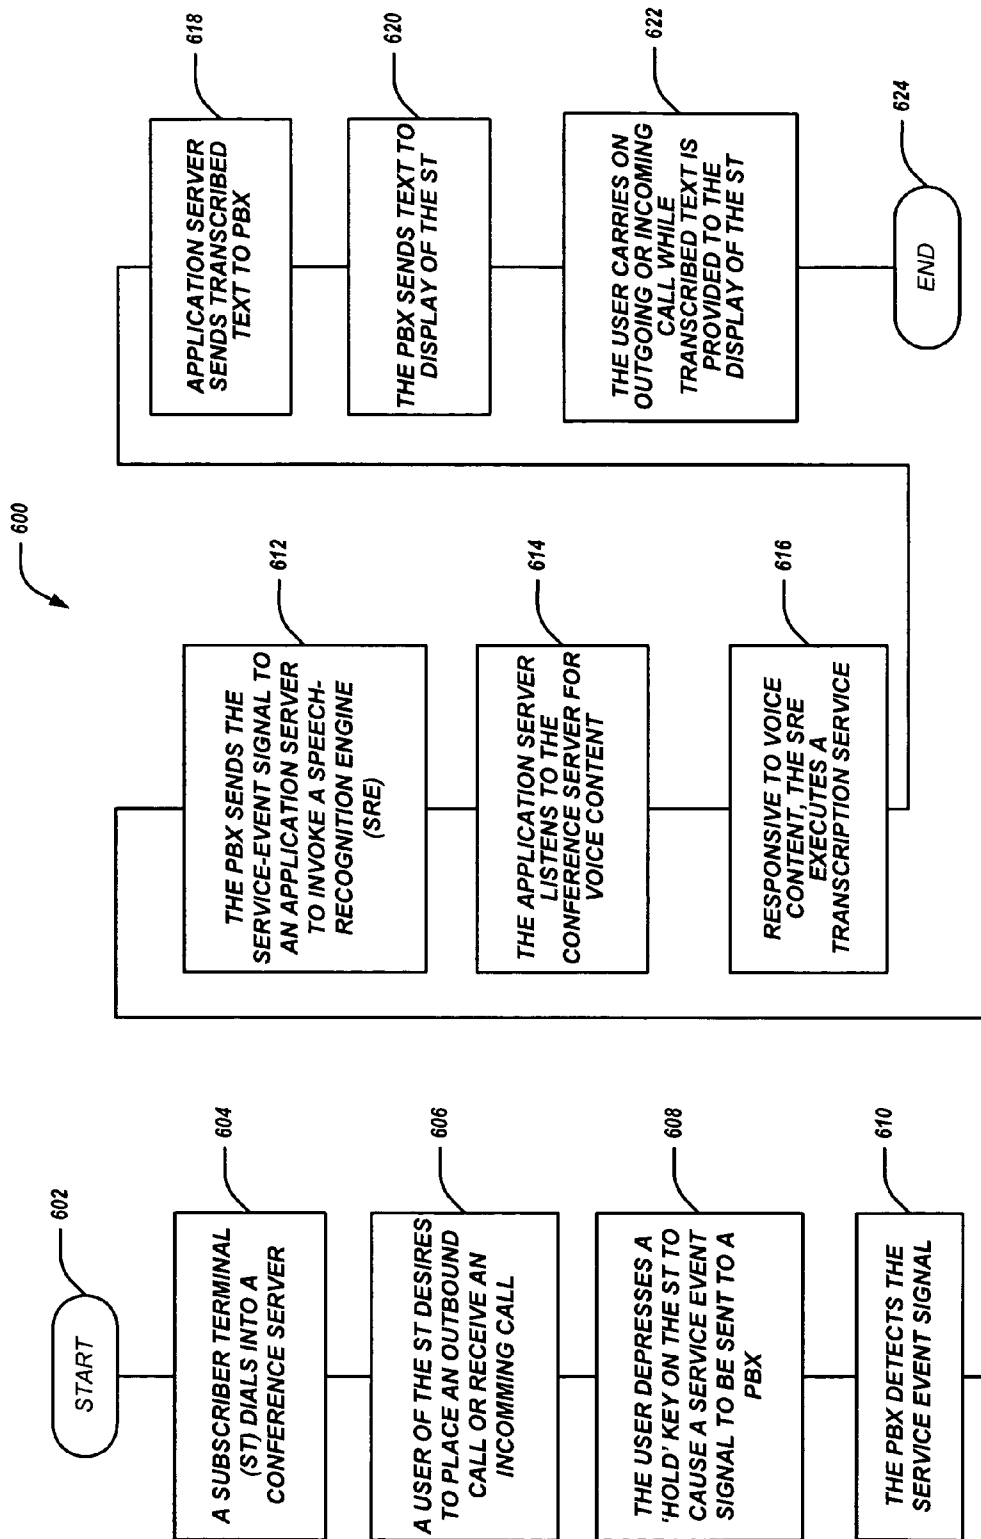 600
602
START
604
A SUBSCRIBER TERMINAL
(ST) DIALS INTO A
CONFERENCE SERVER
606
A USER OF THE ST DESIRES
TO PLACE AN OUTBOUND
CALL OR RECEIVE AN
INCOMMING CALL
608
THE USER DEPRESSES A
'HOLD' KEY ON THE ST TO
CAUSE A SERVICE EVENT
SIGNAL TO BE SENT TO A
PBX
610
THE PBX DETECTS THE
SERVICE EVENT SIGNAL
612
THE PBX SENDS THE
SERVICE-EVENT SIGNAL TO
AN APPLICATION SERVER
TO INVOKE A SPEECH-
RECOGNITION ENGINE
(SRE)
614
THE APPLICATION SERVER
LISTENS TO THE
CONFERENCE SERVER FOR
VOICE CONTENT
616
RESPONSIVE TO VOICE
CONTENT, THE SRE
EXECUTES A
TRANSCRIPTION SERVICE
618
APPLICATION SERVER
SENDS TRANSCRIBED
TEXT TO PBX
620
THE PBX SENDS TEXT TO
DISPLAY OF THE ST
622
THE USER CARRIES ON
OUTGOING OR INCOMING
CALL WHILE
TRANSCRIBED TEXT IS
PROVIDED TO THE
DISPLAY OF THE ST
624
END